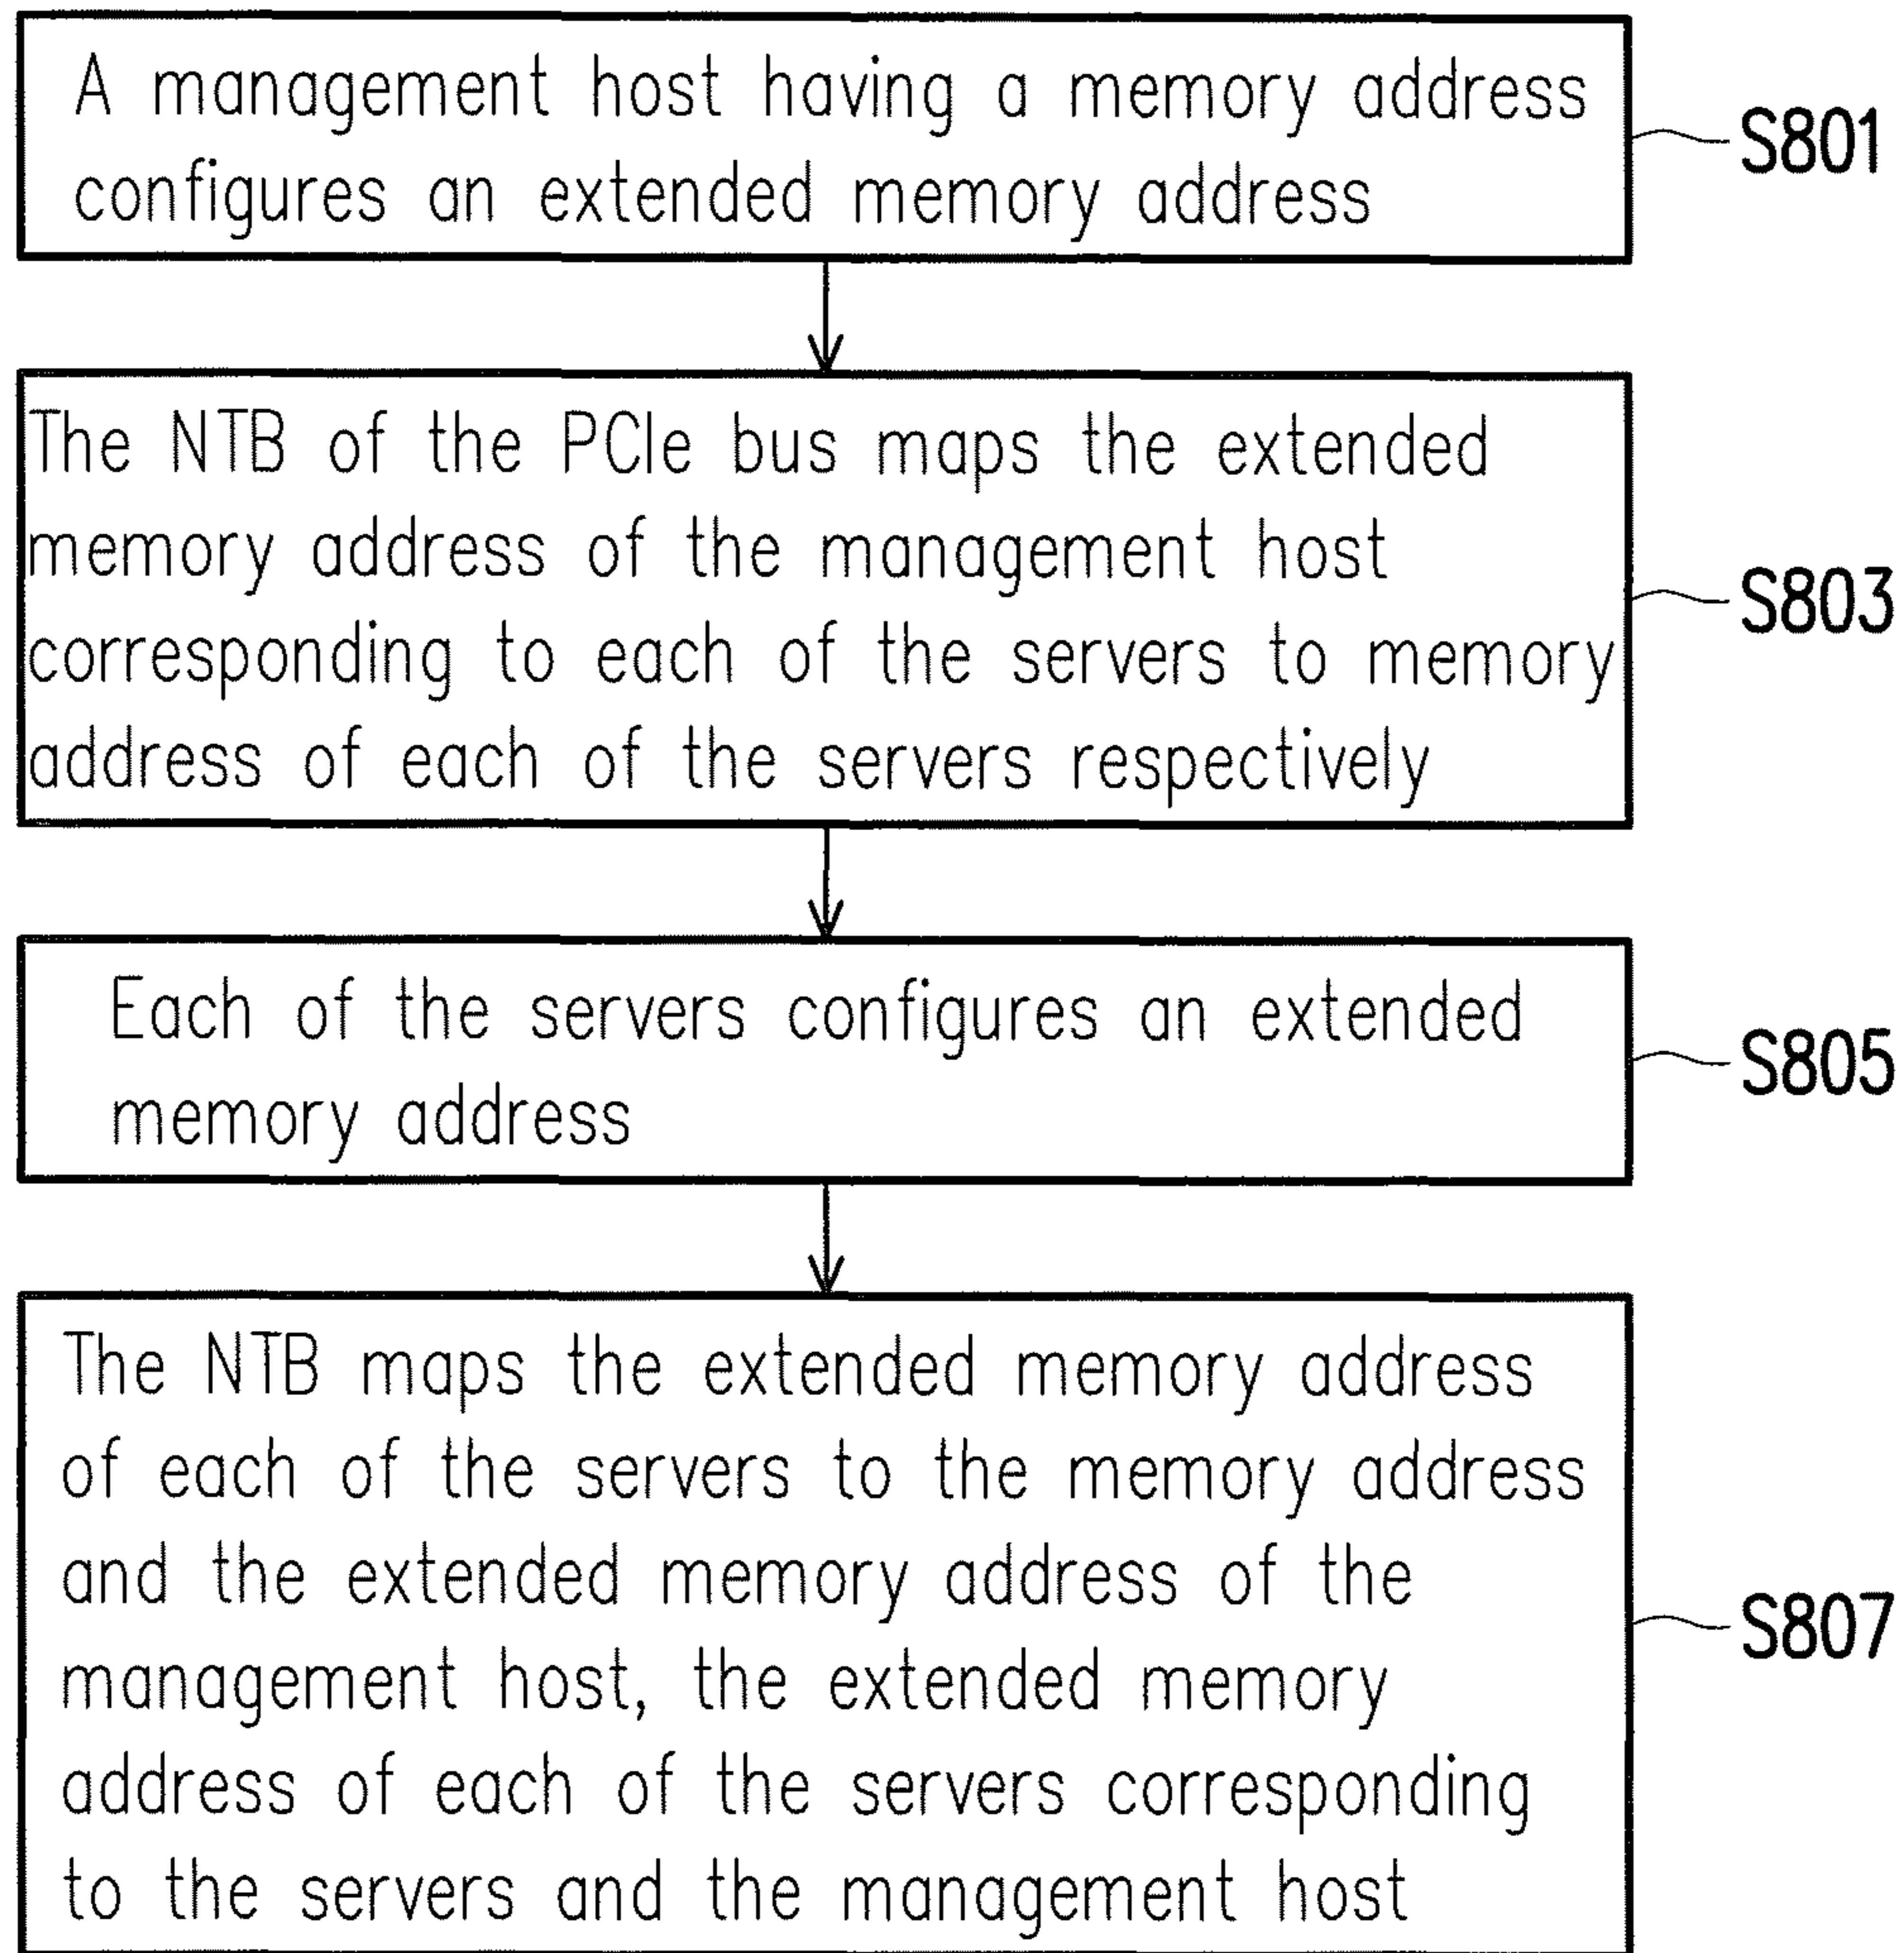 A management host having a memory address
configures an extended memory address
S801
The NTB of the PCIe bus maps the extended
memory address of the management host
corresponding to each of the servers to memory
address of each of the servers respectively
S803
Each of the servers configures an extended
memory address
S805
The NTB maps the extended memory address
of each of the servers to the memory address
and the extended memory address of the
management host, the extended memory
address of each of the servers corresponding
to the servers and the management host
S807